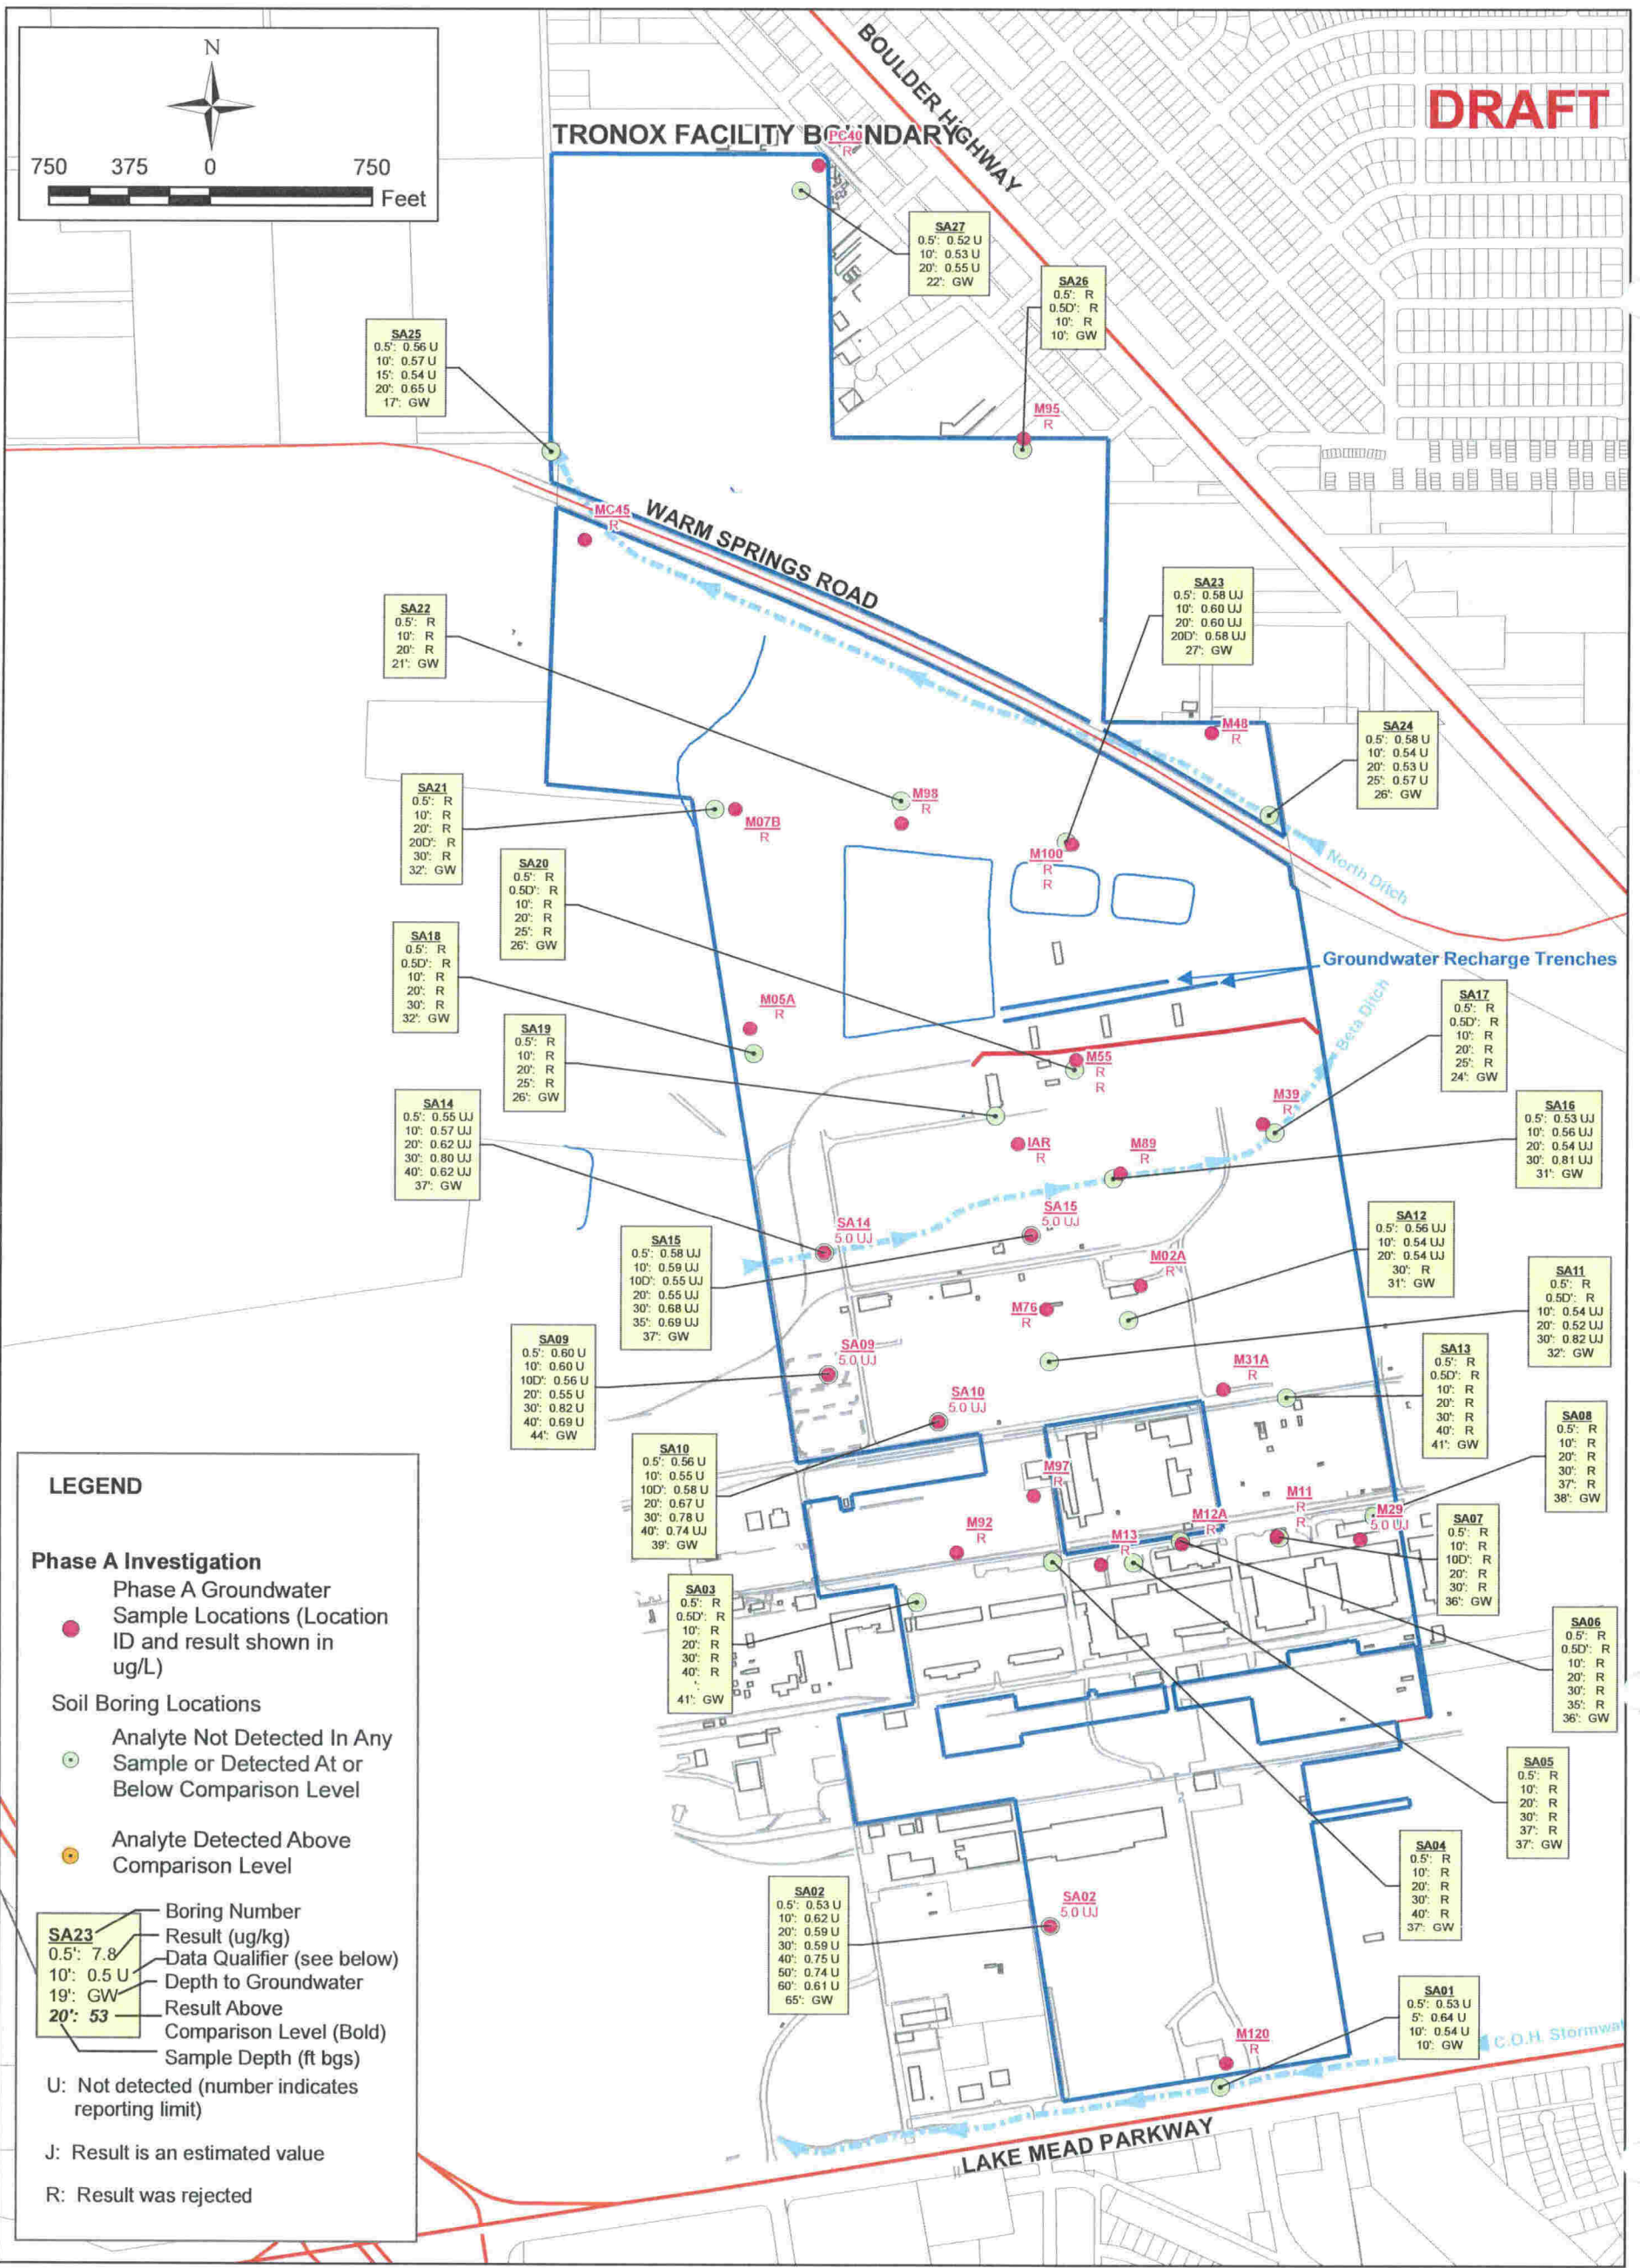 N
750 375 0 750
Feet
DRAFT
BOULDER HIGHWAY
TRONOX FACILITY BOUNDARY
PC40
R
SA27
0.5': 0.52 U
10': 0.53 U
20': 0.55 U
22': GW
SA26
0.5': R
0.5D': R
10': R
10': GW
SA25
0.5': 0.56 U
10': 0.57 U
15': 0.54 U
20': 0.65 U
17': GW
M95
R
MC45
R
WARM SPRINGS ROAD
SA23
0.5': 0.58 UJ
10': 0.60 UJ
20': 0.60 UJ
20D': 0.58 UJ
27': GW
SA22
0.5': R
10': R
20': R
21': GW
M48
R
SA24
0.5': 0.58 U
10': 0.54 U
20': 0.53 U
25': 0.57 U
26': GW
SA21
0.5': R
10': R
20': R
20D': R
30': R
32': GW
M07B
R
M98
R
M100
R
R
North Ditch
SA20
0.5': R
0.5D': R
10': R
20': R
25': R
26': GW
SA18
0.5': R
0.5D': R
10': R
20': R
30': R
32': GW
Groundwater Recharge Trenches
Beta Ditch
SA17
0.5': R
0.5D': R
10': R
20': R
25': R
24': GW
M05A
R
SA19
0.5': R
10': R
20': R
25': R
26': GW
M55
R
R
M39
R
SA14
0.5': 0.55 UJ
10': 0.57 UJ
20': 0.62 UJ
30': 0.80 UJ
40': 0.62 UJ
37': GW
SA16
0.5': 0.53 UJ
10': 0.56 UJ
20': 0.54 UJ
30': 0.81 UJ
31': GW
IAR
R
M89
R
SA14
5.0 UJ
SA15
5.0 UJ
SA12
0.5': 0.56 UJ
10': 0.54 UJ
20': 0.54 UJ
30': R
31': GW
SA15
0.5': 0.58 UJ
10': 0.59 UJ
10D': 0.55 UJ
20': 0.55 UJ
30': 0.68 UJ
35': 0.69 UJ
37': GW
M02A
R
M76
R
SA11
0.5': R
0.5D': R
10': 0.54 UJ
20': 0.52 UJ
30': 0.82 UJ
32': GW
SA09
0.5': 0.60 U
10': 0.60 U
10D': 0.56 U
20': 0.55 U
30': 0.82 U
40': 0.69 U
44': GW
SA09
5.0 UJ
SA10
5.0 UJ
M31A
R
SA13
0.5': R
0.5D': R
10': R
20': R
30': R
40': R
41': GW
SA08
0.5': R
10': R
20': R
30': R
37': R
38': GW
SA10
0.5': 0.56 U
10': 0.55 U
10D': 0.58 U
20': 0.67 U
30': 0.78 U
40': 0.74 UJ
39': GW
M97
R
M92
R
M13
R
M12A
R
M11
R
R
M29
5.0 UJ
SA07
0.5': R
10': R
10D': R
20': R
30': R
36': GW
SA03
0.5': R
0.5D': R
10': R
20': R
30': R
40': R
':
41': GW
SA06
0.5': R
0.5D': R
10': R
20': R
30': R
35': R
36': GW
SA05
0.5': R
10': R
20': R
30': R
37': R
37': GW
SA04
0.5': R
10': R
20': R
30': R
40': R
37': GW
SA02
0.5': 0.53 U
10': 0.62 U
20': 0.59 U
30': 0.59 U
40': 0.75 U
50': 0.74 U
60': 0.61 U
65': GW
SA02
5.0 UJ
SA01
0.5': 0.53 U
5': 0.64 U
10': 0.54 U
10': GW
M120
R
C.O.H. Stormwat
LAKE MEAD PARKWAY
LEGEND
Phase A Investigation
Phase A Groundwater
Sample Locations (Location
ID and result shown in
ug/L)
Soil Boring Locations
Analyte Not Detected In Any
Sample or Detected At or
Below Comparison Level
Analyte Detected Above
Comparison Level
SA23
0.5': 7.8
10': 0.5 U
19': GW
20': 53
Boring Number
Result (ug/kg)
Data Qualifier (see below)
Depth to Groundwater
Result Above
Comparison Level (Bold)
Sample Depth (ft bgs)
U: Not detected (number indicates
reporting limit)
J: Result is an estimated value
R: Result was rejected